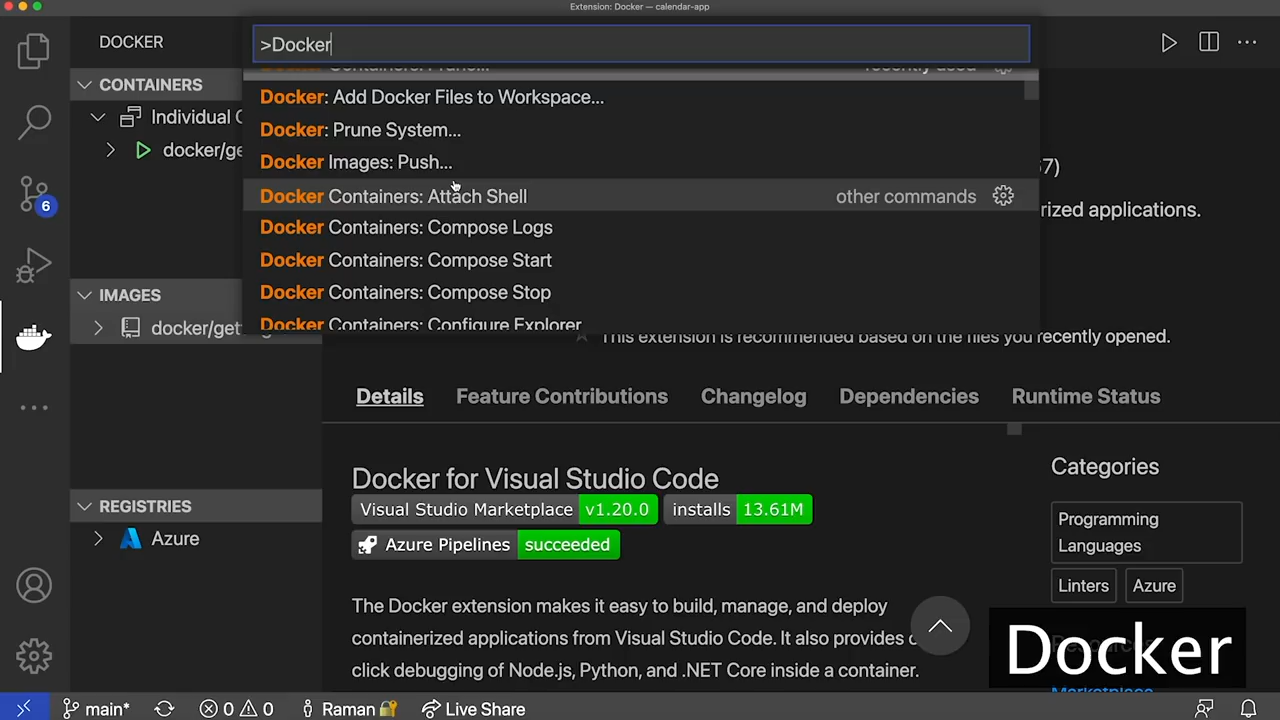 Extension: Docker — calendar-app
DOCKER
>Docker
CONTAINERS
Docker Containers: Prune...
recently used
Individual C
Docker: Add Docker Files to Workspace...
Docker: Prune System...
docker/ge
Docker Images: Push...
Docker Containers: Attach Shell
other commands
6
Docker Containers: Compose Logs
Docker Containers: Compose Start
Docker Containers: Compose Stop
Docker Containers: Configure Explorer
7)
rized applications.
IMAGES
docker/get
This extension is recommended based on the files you recently opened.
Details
Feature Contributions
Changelog
Dependencies
Runtime Status
Docker for Visual Studio Code
Visual Studio Marketplace v1.20.0 installs 13.61M
Azure Pipelines succeeded
Categories
Programming
Languages
Linters
Azure
REGISTRIES
Azure
The Docker extension makes it easy to build, manage, and deploy
containerized applications from Visual Studio Code. It also provides
click debugging of Node.js, Python, and .NET Core inside a container.
Docker
Marketplace
main*
0
0
Raman
Live Share